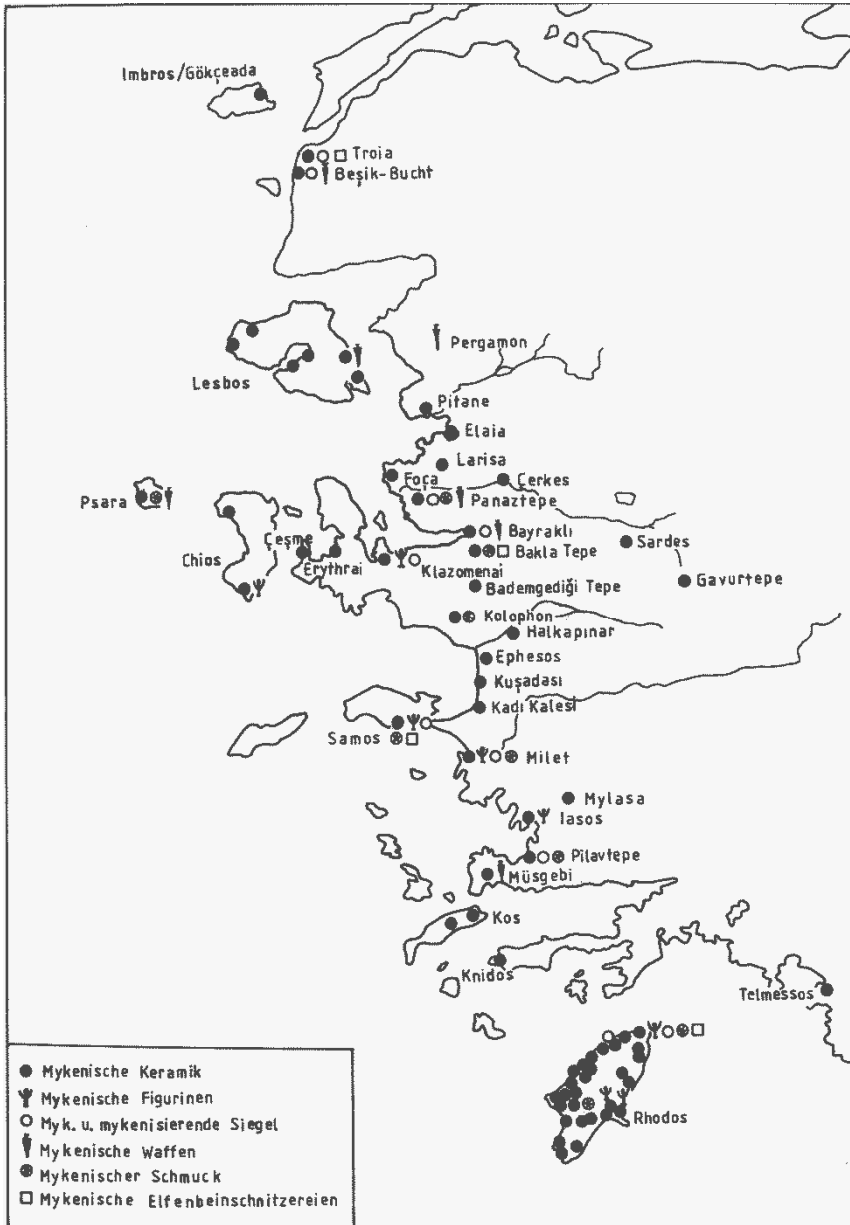 Imbros/Gökçeada
Troia
Beşik-Bucht
Pergamon
Lesbos
Pitane
Elaia
Larisa
Foça
Çerkes
Psara
Panaztepe
Bayraklı
Çeşme
Sardes
Chios
Bakla Tepe
Erythrai
Klazomenai
Gavurtepe
Bademgediği Tepe
Kolophon
Halkapınar
Ephesos
Kuşadası
Kadı Kalesi
Samos
Milet
Mylasa
Iasos
Pilavtepe
Müsgebi
Kos
Knidos
Telmessos
Rhodos
Mykenische Keramik
Mykenische Figurinen
Myk. u. mykenisierende Siegel
Mykenische Waffen
Mykenischer Schmuck
Mykenische Elfenbeinschnitzereien